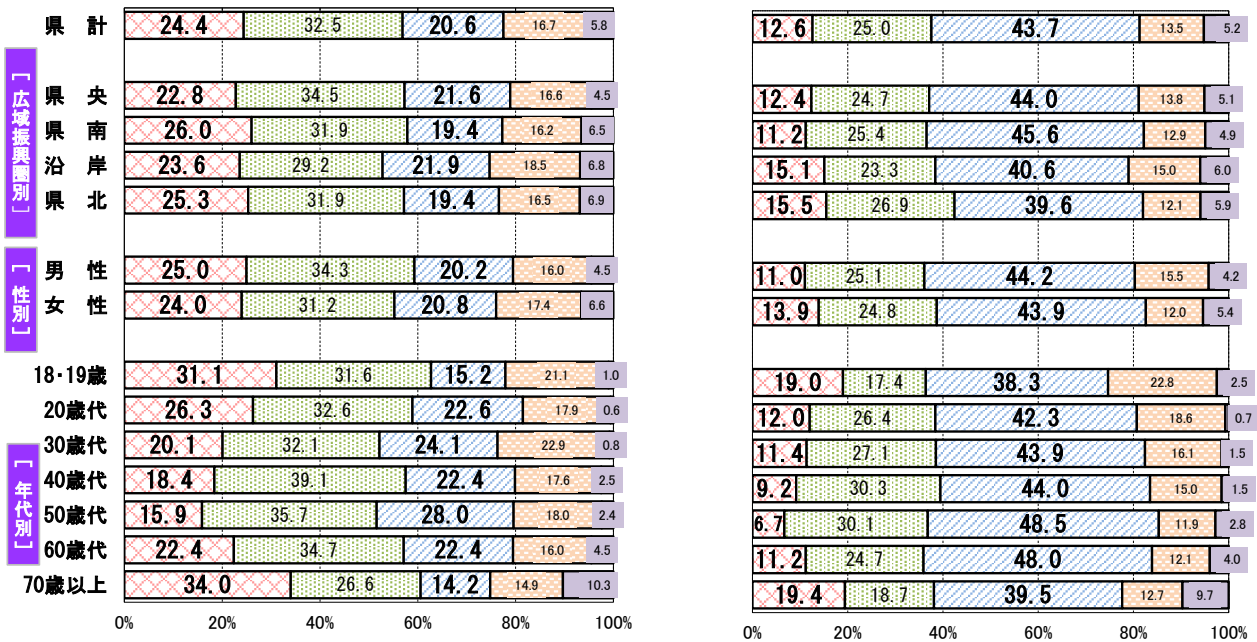 県　計 24.4 32.5 20.6 16.7 5.8 12.6 25.0 43.7 13.5 5.2
[広域振興圏別]
県　央 22.8 34.5 21.6 16.6 4.5 12.4 24.7 44.0 13.8 5.1
県　南 26.0 31.9 19.4 16.2 6.5 11.2 25.4 45.6 12.9 4.9
沿　岸 23.6 29.2 21.9 18.5 6.8 15.1 23.3 40.6 15.0 6.0
県　北 25.3 31.9 19.4 16.5 6.9 15.5 26.9 39.6 12.1 5.9
[性別]
男　性 25.0 34.3 20.2 16.0 4.5 11.0 25.1 44.2 15.5 4.2
女　性 24.0 31.2 20.8 17.4 6.6 13.9 24.8 43.9 12.0 5.4
[年代別]
18・19歳 31.1 31.6 15.2 21.1 1.0 19.0 17.4 38.3 22.8 2.5
20歳代 26.3 32.6 22.6 17.9 0.6 12.0 26.4 42.3 18.6 0.7
30歳代 20.1 32.1 24.1 22.9 0.8 11.4 27.1 43.9 16.1 1.5
40歳代 18.4 39.1 22.4 17.6 2.5 9.2 30.3 44.0 15.0 1.5
50歳代 15.9 35.7 28.0 18.0 2.4 6.7 30.1 48.5 11.9 2.8
60歳代 22.4 34.7 22.4 16.0 4.5 11.2 24.7 48.0 12.1 4.0
70歳以上 34.0 26.6 14.2 14.9 10.3 19.4 18.7 39.5 12.7 9.7
0% 20% 40% 60% 80% 100% 0% 20% 40% 60% 80% 100%